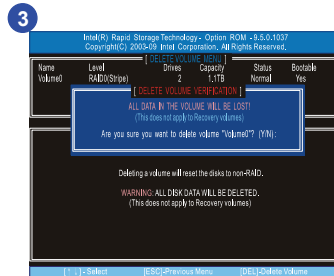 3
Intel(R) Rapid Storage Technology - Option ROM - 9.5.0.1037
Copyright(C) 2003-09 Intel Corporation, All Rights Reserved.
[ DELETE VOLUME MENU ]
Name Level Drives Capacity Status Bootable
Volume0 RAID0(Stripe) 2 1.1TB Normal Yes
[ DELETE VOLUME VERIFICATION ]
ALL DATA IN THE VOLUME WILL BE LOST!
(This does not apply to Recovery volumes)
Are you sure you want to delete volume "Volume0"? (Y/N):
Deleting a volume will reset the disks to non-RAID.
WARNING: ALL DISK DATA WILL BE DELETED.
(This does not apply to Recovery volumes)
[↑↓]-Select [ESC]-Previous Menu [DEL]-Delete Volume